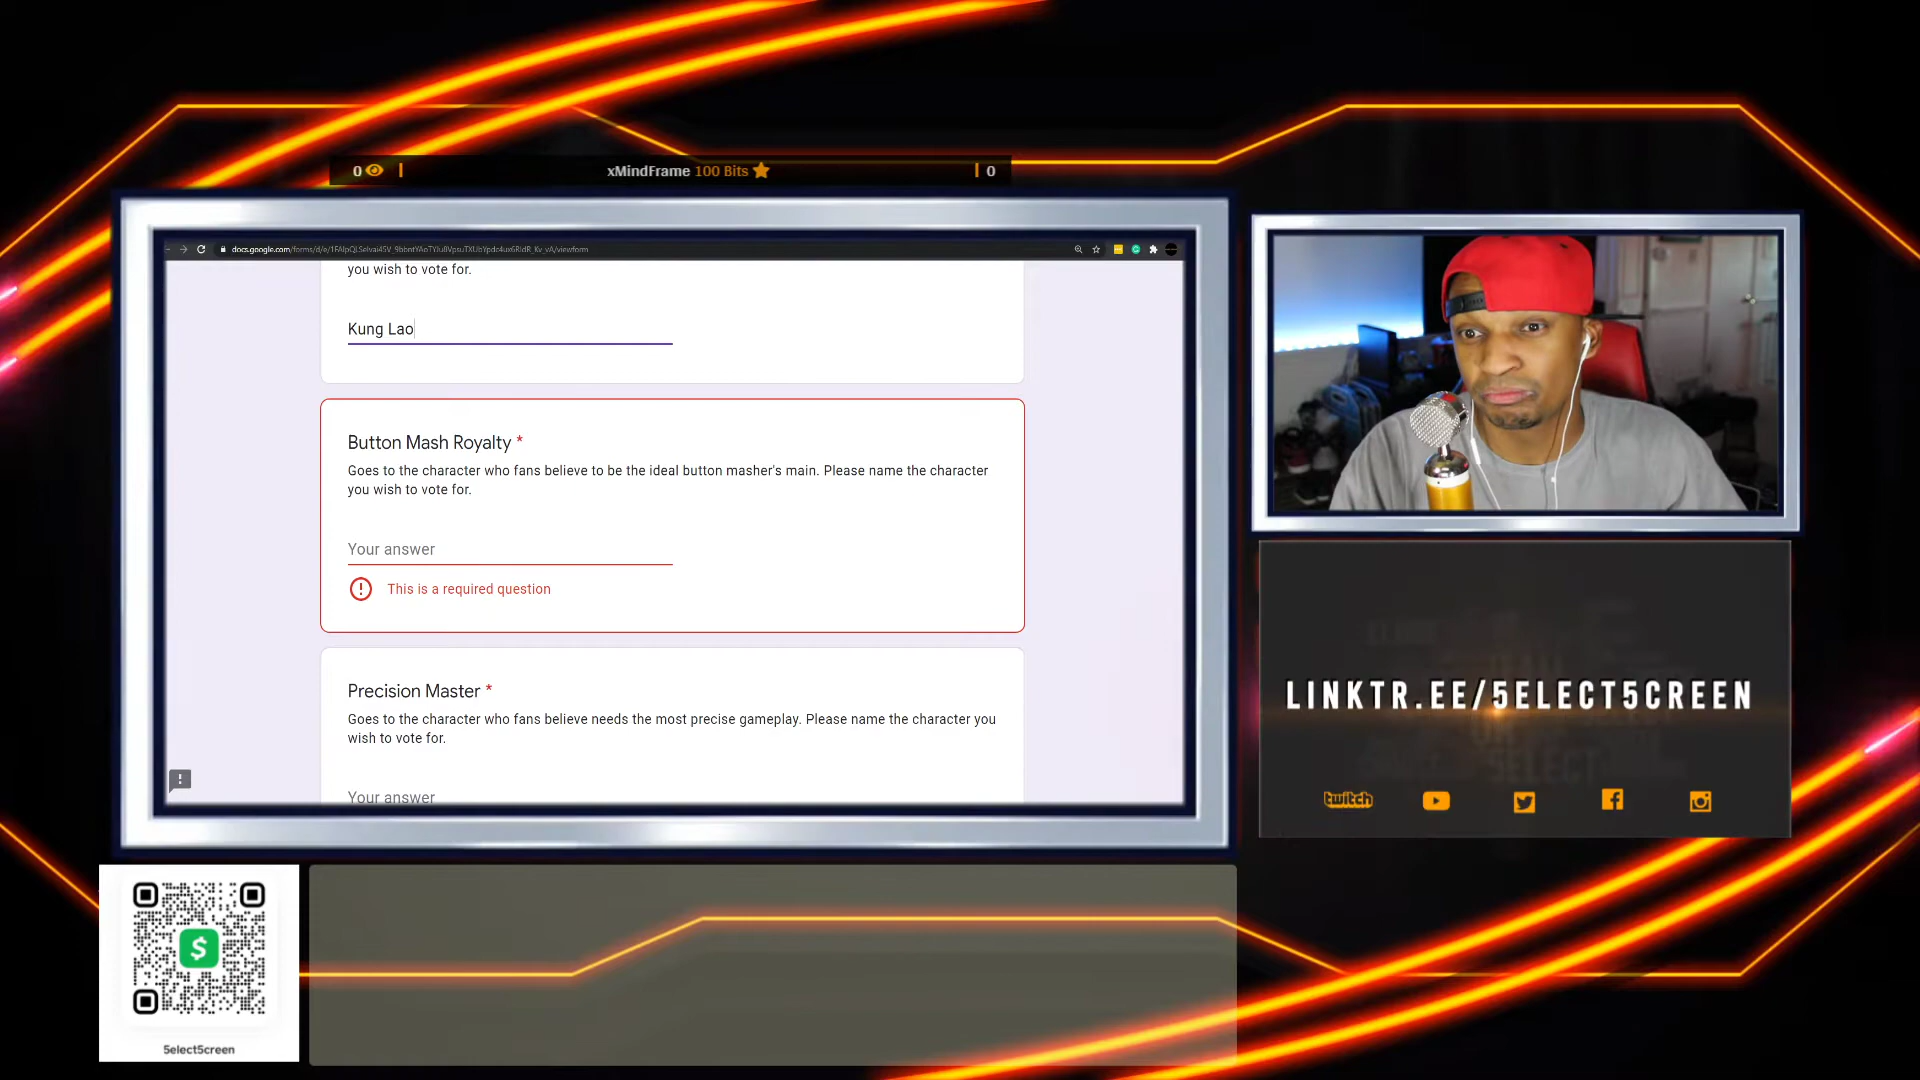 0
xMindFrame 100 Bits
0
you wish to vote for.
Kung Lao
Button Mash Royalty *
Goes to the character who fans believe to be the ideal button masher's main. Please name the character
you wish to vote for.
Your answer
This is a required question
Precision Master *
Goes to the character who fans believe needs the most precise gameplay. Please name the character you
wish to vote for.
Your answer
LINKTR.EE/5ELECT5CREEN
twitch
$
5elect5creen